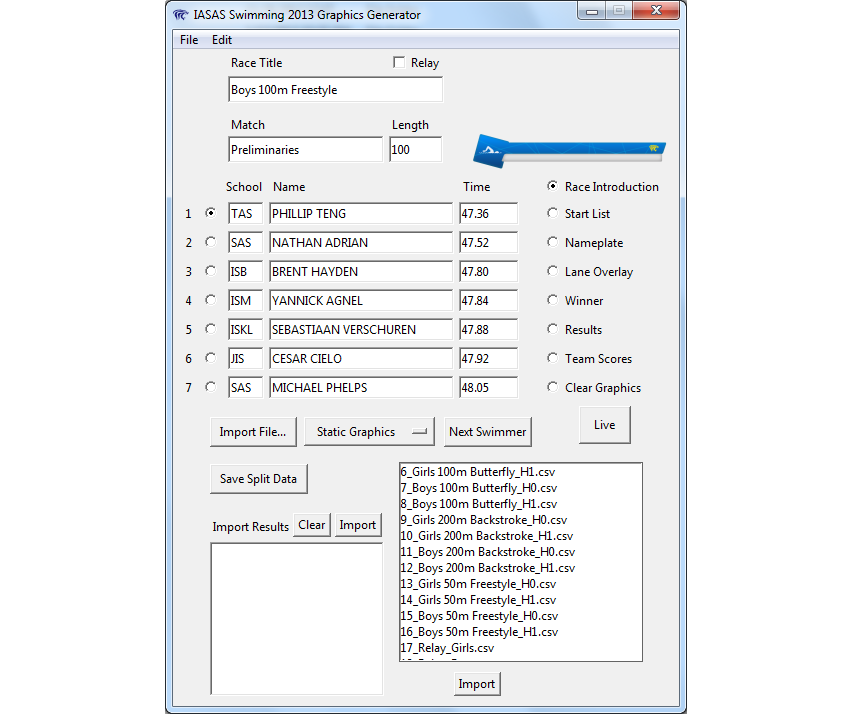 IASAS Swimming 2013 Graphics Generator
File Edit
Race Title Relay
Boys 100m Freestyle
Match Length
Preliminaries 100
School Name Time Race Introduction
1 TAS PHILLIP TENG 47.36 Start List
2 SAS NATHAN ADRIAN 47.52 Nameplate
3 ISB BRENT HAYDEN 47.80 Lane Overlay
4 ISM YANNICK AGNEL 47.84 Winner
5 ISKL SEBASTIAAN VERSCHUREN 47.88 Results
6 JIS CESAR CIELO 47.92 Team Scores
7 SAS MICHAEL PHELPS 48.05 Clear Graphics
Import File... Static Graphics Next Swimmer Live
Save Split Data
Import Results Clear Import
6_Girls 100m Butterfly_H1.csv
7_Boys 100m Butterfly_H0.csv
8_Boys 100m Butterfly_H1.csv
9_Girls 200m Backstroke_H0.csv
10_Girls 200m Backstroke_H1.csv
11_Boys 200m Backstroke_H0.csv
12_Boys 200m Backstroke_H1.csv
13_Girls 50m Freestyle_H0.csv
14_Girls 50m Freestyle_H1.csv
15_Boys 50m Freestyle_H0.csv
16_Boys 50m Freestyle_H1.csv
17_Relay_Girls.csv
Import